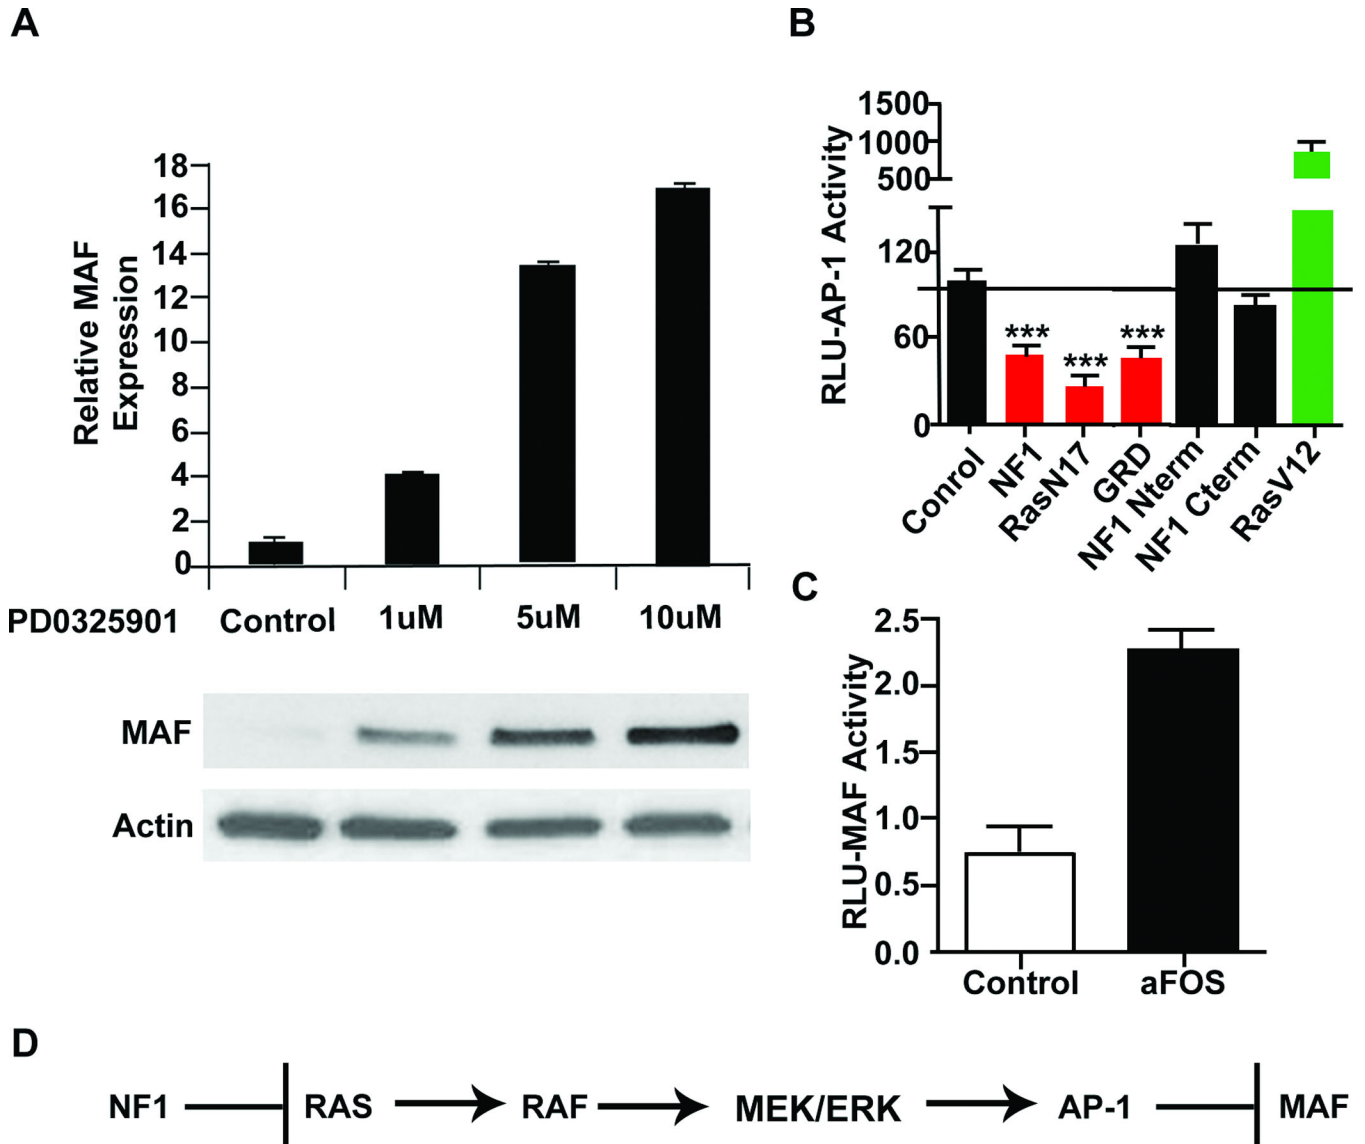 A
Relative MAF
Expression
18
16
14
12
10
8
6
4
2
0
PD0325901 Control 1uM 5uM 10uM
MAF
Actin
B
RLU-AP-1 Activity
1500
1000
500
120
60
0
***
***
***
Conrol
NF1
RasN17
GRD
NF1 Nterm
NF1 Cterm
RasV12
C
RLU-MAF Activity
2.5
2.0
1.5
1.0
0.5
0.0
Control aFOS
D
NF1 RAS RAF MEK/ERK AP-1 MAF